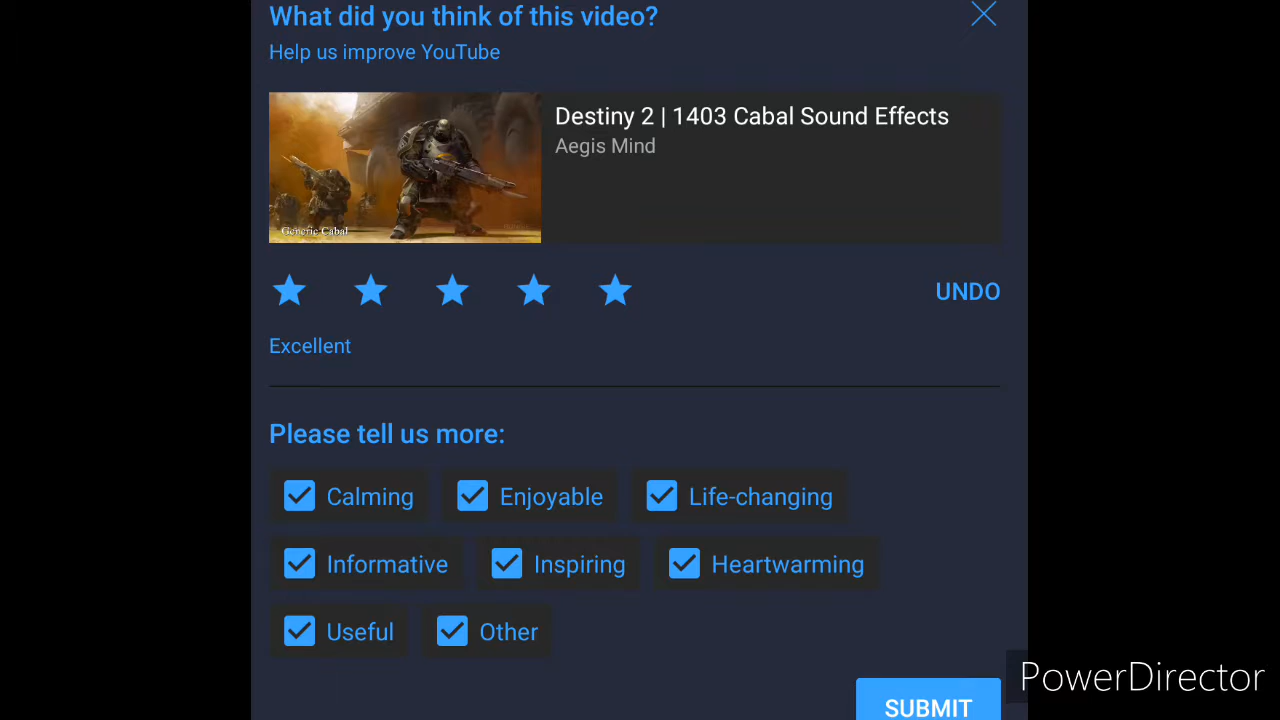 What did you think of this video?
Help us improve YouTube
Destiny 2 | 1403 Cabal Sound Effects
Aegis Mind
Generic Cabal
UNDO
Excellent
Please tell us more:
Calming Enjoyable Life-changing
Informative Inspiring Heartwarming
Useful Other
SUBMIT
PowerDirector